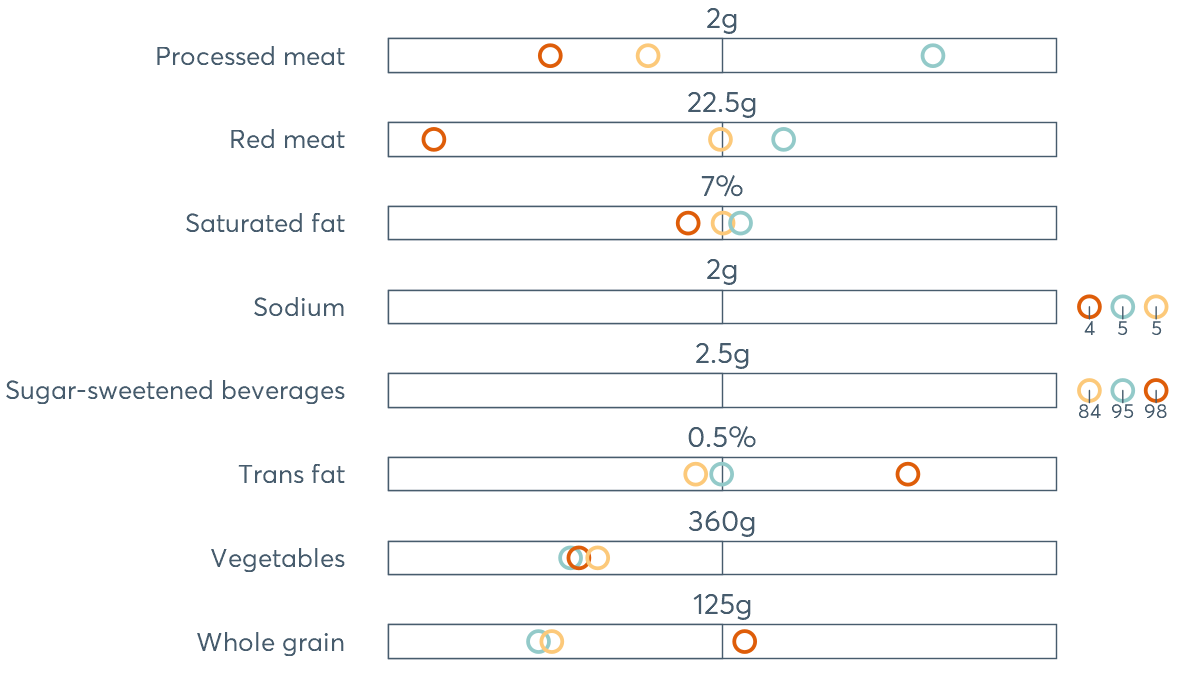 2g
Processed meat
22.5g
Red meat
7%
Saturated fat
2g
Sodium
4 5 5
2.5g
Sugar-sweetened beverages
84 95 98
0.5%
Trans fat
360g
Vegetables
125g
Whole grain